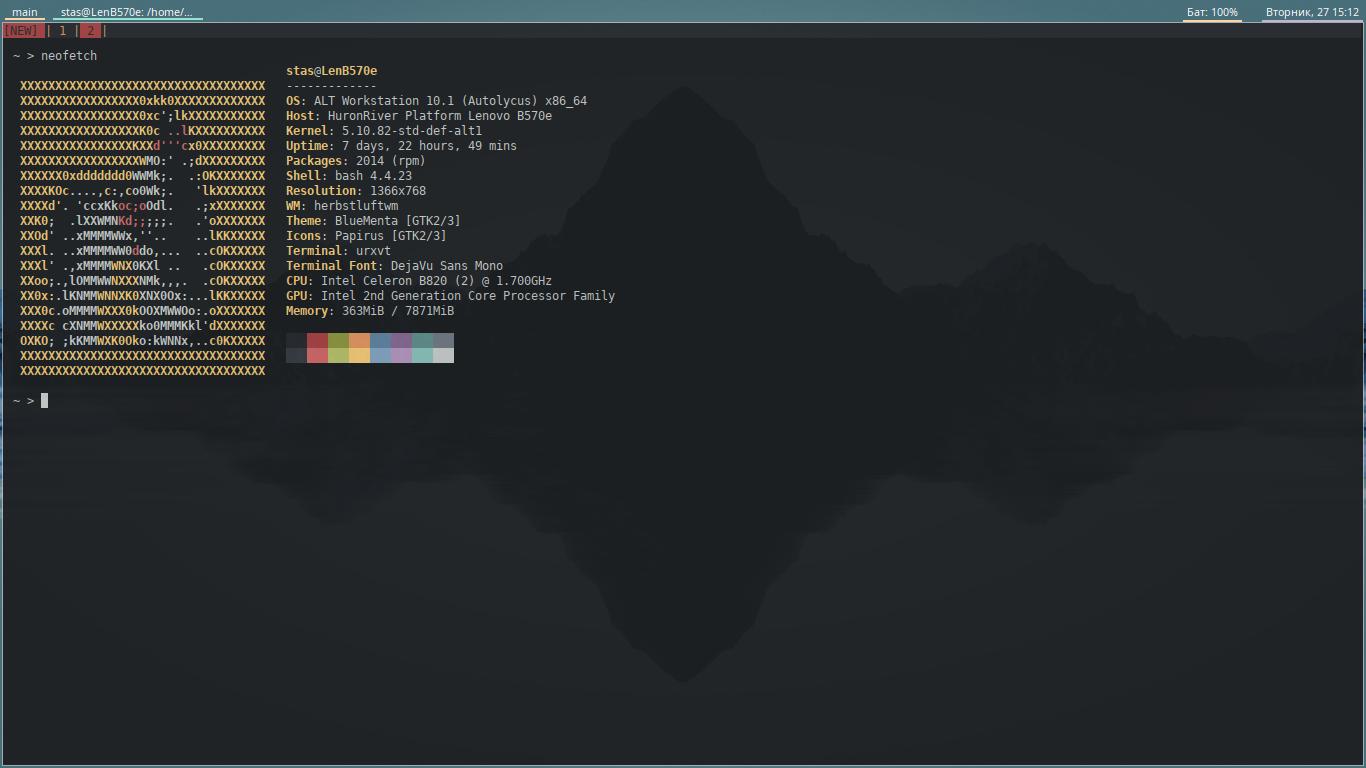 main stas@LenB570e: /home/... Бат: 100% Вторник, 27 15:12
[NEW] | 1 | 2 |
~ > neofetch
stas@LenB570e
XXXXXXXXXXXXXXXXXXXXXXXXXXXXXXXXXXX -------------
XXXXXXXXXXXXXXXXX0xkk0XXXXXXXXXXXXX OS: ALT Workstation 10.1 (Autolycus) x86_64
XXXXXXXXXXXXXXXXX0xc';lkXXXXXXXXXXX Host: HuronRiver Platform Lenovo B570e
XXXXXXXXXXXXXXXXXK0c ..lKXXXXXXXXXX Kernel: 5.10.82-std-def-alt1
XXXXXXXXXXXXXXXXKXXd'''cx0XXXXXXXXX Uptime: 7 days, 22 hours, 49 mins
XXXXXXXXXXXXXXXXXWMO:' .;dXXXXXXXXX Packages: 2014 (rpm)
XXXXXX0xddddddd0WWMk;.  .:OKXXXXXXX Shell: bash 4.4.23
XXXXKOc....,c:,co0Wk;.   'lkXXXXXXX Resolution: 1366x768
XXXXd'. 'ccxKkoc;oOdl.   .;xXXXXXXX WM: herbstluftwm
XXK0;  .lXXWMNKd;;;;;.   .'oXXXXXXX Theme: BlueMenta [GTK2/3]
XXOd' ..xMMMMWWx,''..    ..lKKXXXXX Icons: Papirus [GTK2/3]
XXXl. ..xMMMMWW0ddo,...  ..cOKXXXXX Terminal: urxvt
XXXl' .,xMMMMWNX0KXl ..   .cOKXXXXX Terminal Font: DejaVu Sans Mono
XXoo;.,lOMMWWNXXXNMk,,,.  .cOKXXXXX CPU: Intel Celeron B820 (2) @ 1.700GHz
XX0x:.lKNMMWNNXK0XNX0Ox:...lKKXXXXX GPU: Intel 2nd Generation Core Processor Family
XXX0c.oMMMMWXXX0kOOXMWWOo:.oXXXXXXX Memory: 363MiB / 7871MiB
XXXXc cXNMMWXXXXXko0MMMKkl'dXXXXXXX
OXKO; ;kKMMWXK0Oko:kWNNx,..c0KXXXXX
XXXXXXXXXXXXXXXXXXXXXXXXXXXXXXXXXXX
XXXXXXXXXXXXXXXXXXXXXXXXXXXXXXXXXXX
~ >